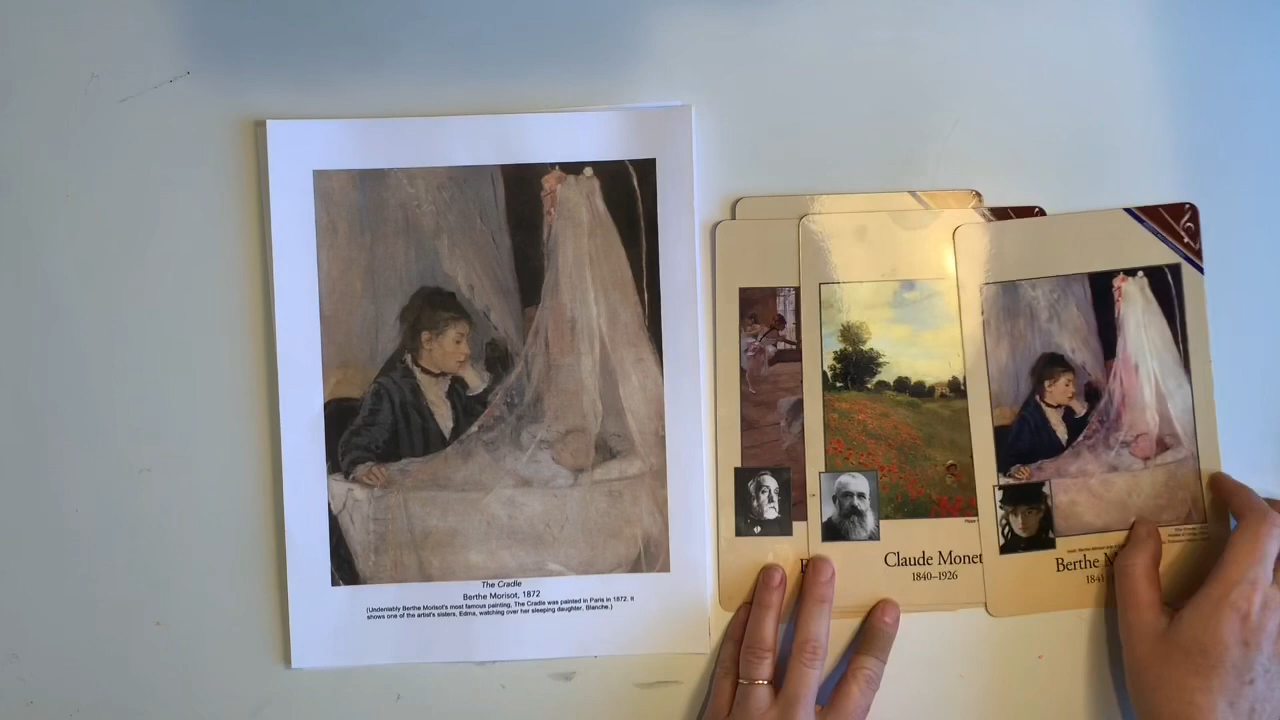 The Cradle
Berthe Morisot, 1872
(Undeniably Berthe Morisot's most famous painting, The Cradle was painted in Paris in 1872. It
shows one of the artist's sisters, Edma, watching over her sleeping daughter, Blanche.)
Claude Monet
1840–1926
Berthe